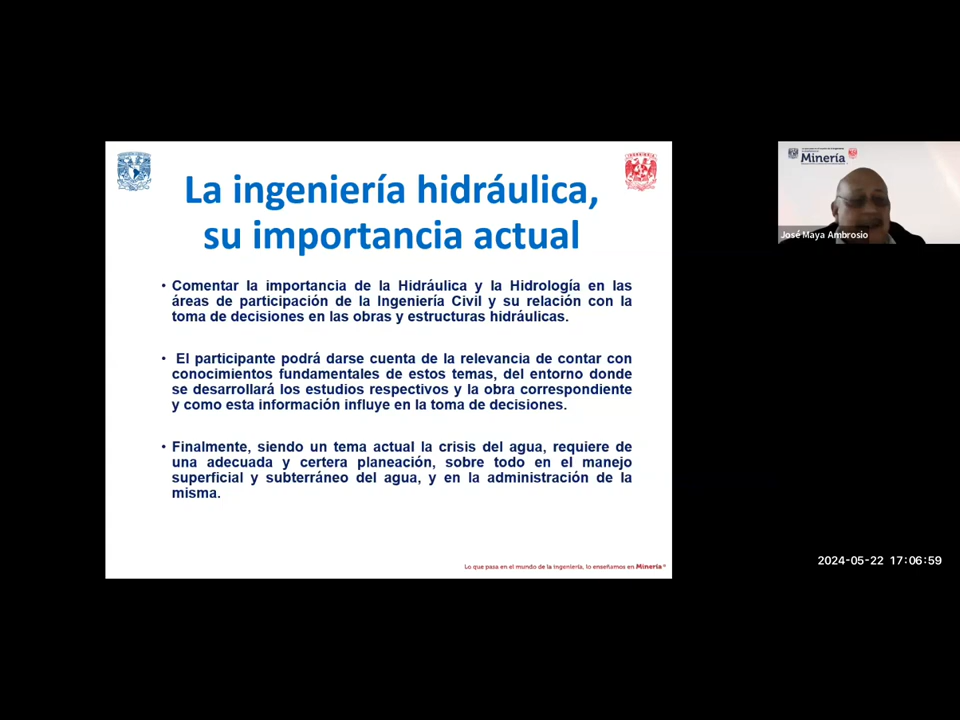 La ingeniería hidráulica,
su importancia actual
• Comentar la importancia de la Hidráulica y la Hidrología en las
áreas de participación de la Ingeniería Civil y su relación con la
toma de decisiones en las obras y estructuras hidráulicas.
• El participante podrá darse cuenta de la relevancia de contar con
conocimientos fundamentales de estos temas, del entorno donde
se desarrollará los estudios respectivos y la obra correspondiente
y como esta información influye en la toma de decisiones.
• Finalmente, siendo un tema actual la crisis del agua, requiere de
una adecuada y certera planeación, sobre todo en el manejo
superficial y subterráneo del agua, y en la administración de la
misma.
Lo que pasa en el mundo de la ingeniería, lo enseñamos en Minería®
Minería
José Maya Ambrosio
2024-05-22 17:06:59